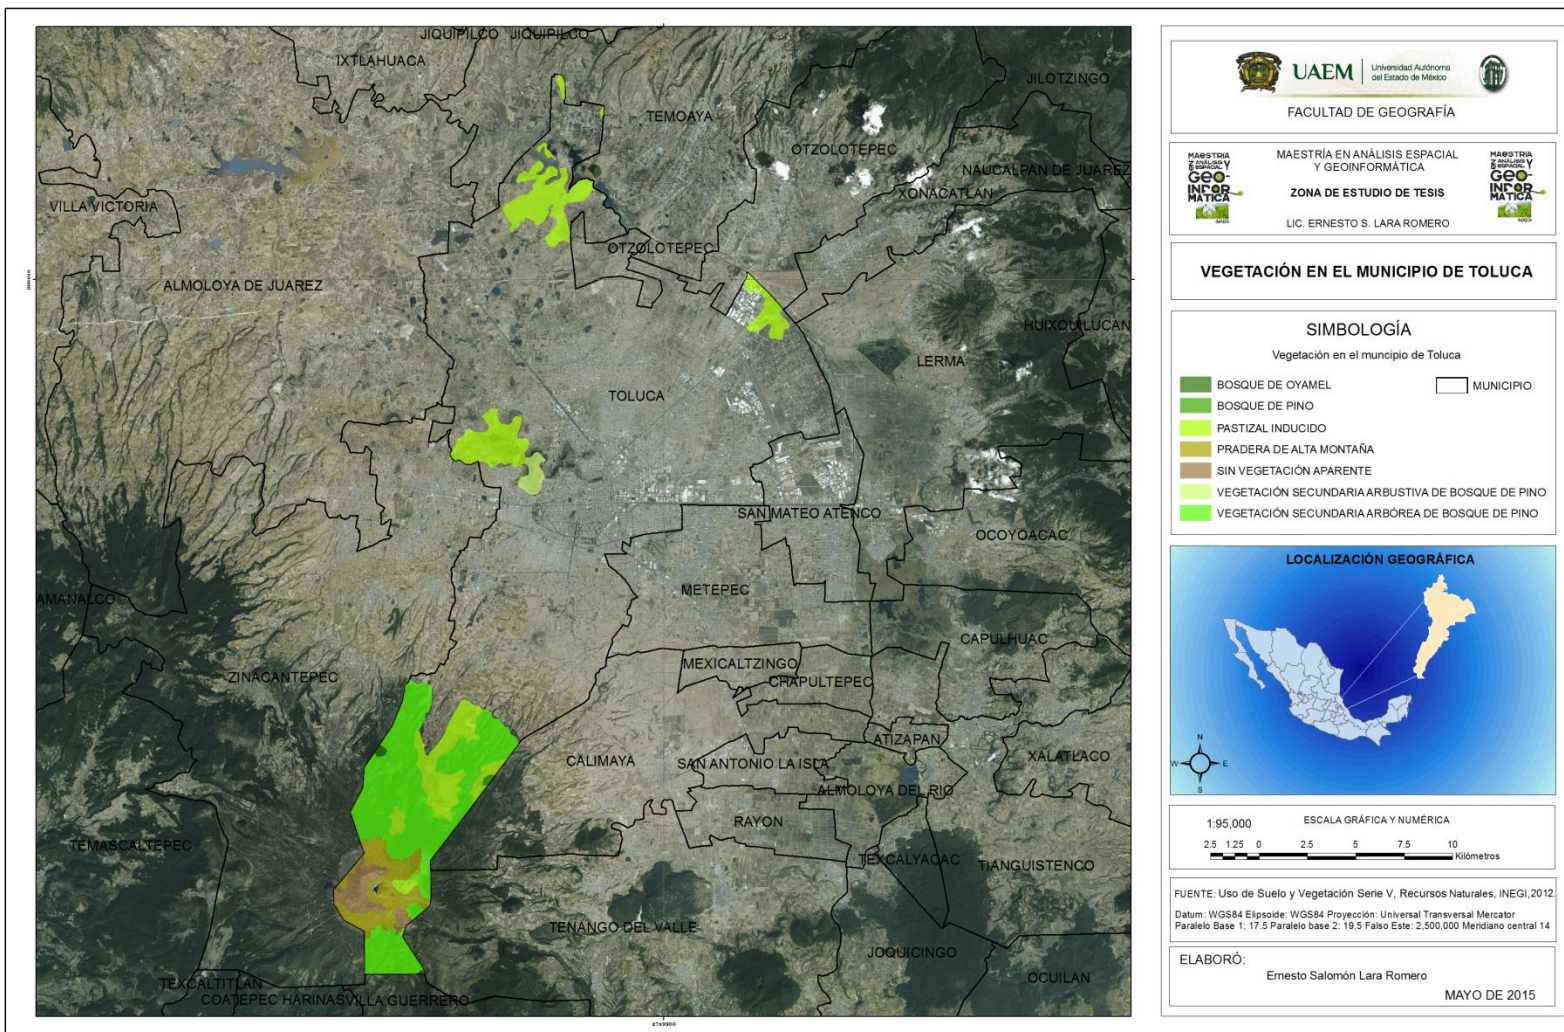 JIQUIPILCO JIQUIPILCO
IXTLAHUACA
JILOTZINGO
TEMOAYA
OTZOLOTEPEC
NAUCALPAN DE JUAREZ
XONACATLAN
VILLA VICTORIA
OTZOLOTEPEC
ALMOLOYA DE JUAREZ
HUIXQUILUCAN
LERMA
TOLUCA
SAN MATEO ATENCO
OCOYOACAC
METEPEC
AMANALCO
CAPULHUAC
MEXICALTZINGO
ZINACANTEPEC
CHAPULTEPEC
ATIZAPAN
CALIMAYA
SAN ANTONIO LA ISLA
XALATLACO
ALMOLOYA DEL RIO
RAYON
TEMASCALTEPEC
TEXCALYACAC
TIANGUISTENCO
TENANGO DEL VALLE
JOQUICINGO
OCUILAN
TEXCALTITLAN
COATEPEC HARINAS
VILLA GUERRERO
UAEM
Universidad Autónoma
del Estado de México
FACULTAD DE GEOGRAFÍA
MAESTRÍA EN ANÁLISIS ESPACIAL
Y GEOINFORMÁTICA
ZONA DE ESTUDIO DE TESIS
LIC. ERNESTO S. LARA ROMERO
VEGETACIÓN EN EL MUNICIPIO DE TOLUCA
SIMBOLOGÍA
Vegetación en el muncipio de Toluca
BOSQUE DE OYAMEL
MUNICIPIO
BOSQUE DE PINO
PASTIZAL INDUCIDO
PRADERA DE ALTA MONTAÑA
SIN VEGETACIÓN APARENTE
VEGETACIÓN SECUNDARIA ARBUSTIVA DE BOSQUE DE PINO
VEGETACIÓN SECUNDARIA ARBÓREA DE BOSQUE DE PINO
LOCALIZACIÓN GEOGRÁFICA
N
W E
S
1:95,000 ESCALA GRÁFICA Y NUMÉRICA
2.5 1.25 0 2.5 5 7.5 10
Kilómetros
FUENTE: Uso de Suelo y Vegetación Serie V, Recursos Naturales, INEGI,2012.
Datum: WGS84 Elipsoide: WGS84 Proyección: Universal Transversal Mercator
Paralelo Base 1: 17.5 Paralelo base 2: 19.5 Falso Este: 2,500,000 Meridiano central 14
ELABORÓ:
Ernesto Salomón Lara Romero
MAYO DE 2015